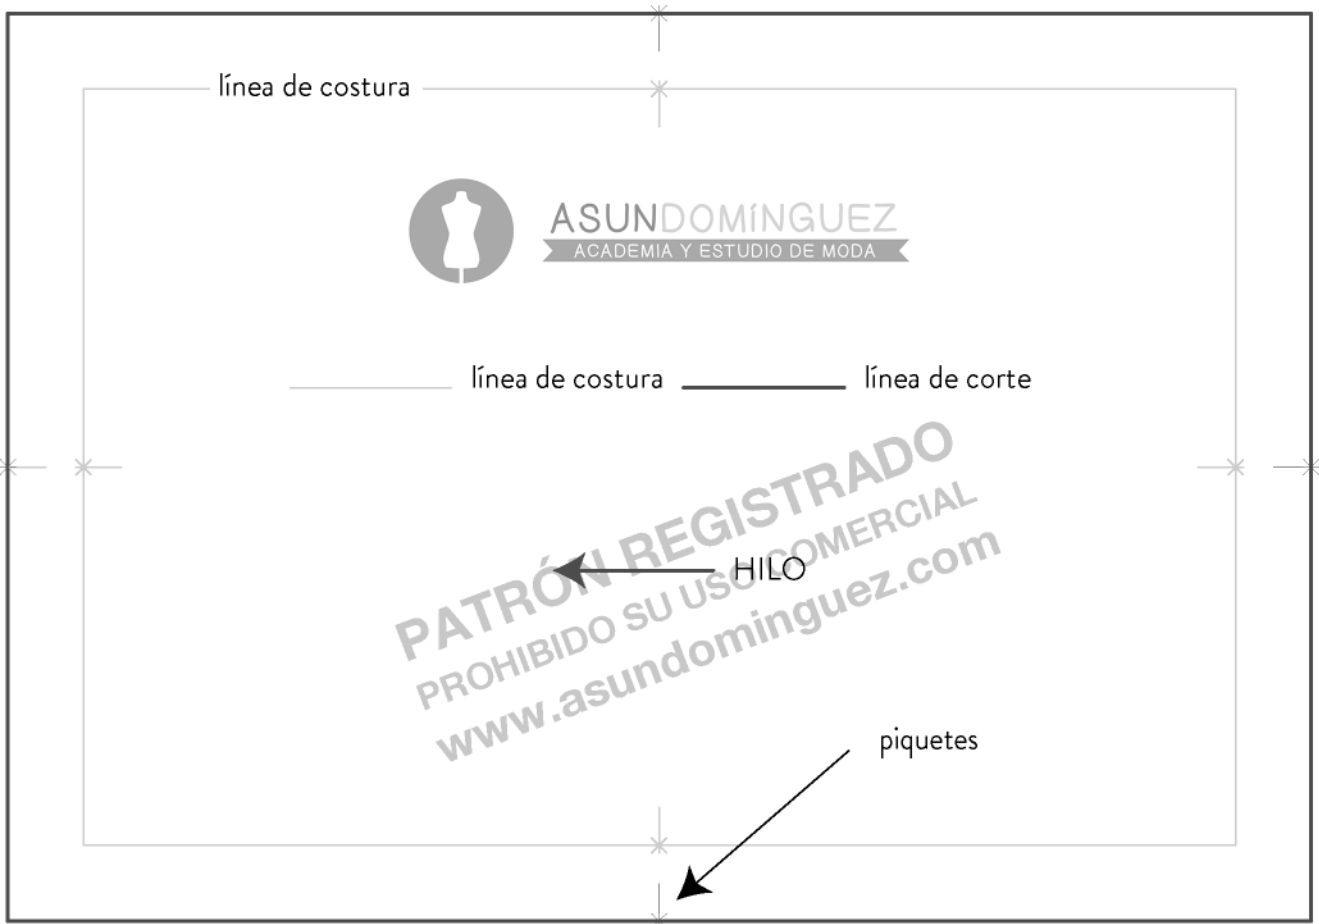 línea de costura
ASUNDOMíNGUEZ
ACADEMIA Y ESTUDIO DE MODA
línea de costura
línea de corte
PATRÓN REGISTRADO
PROHIBIDO SU USO COMERCIAL
www.asundominguez.com
HILO
piquetes